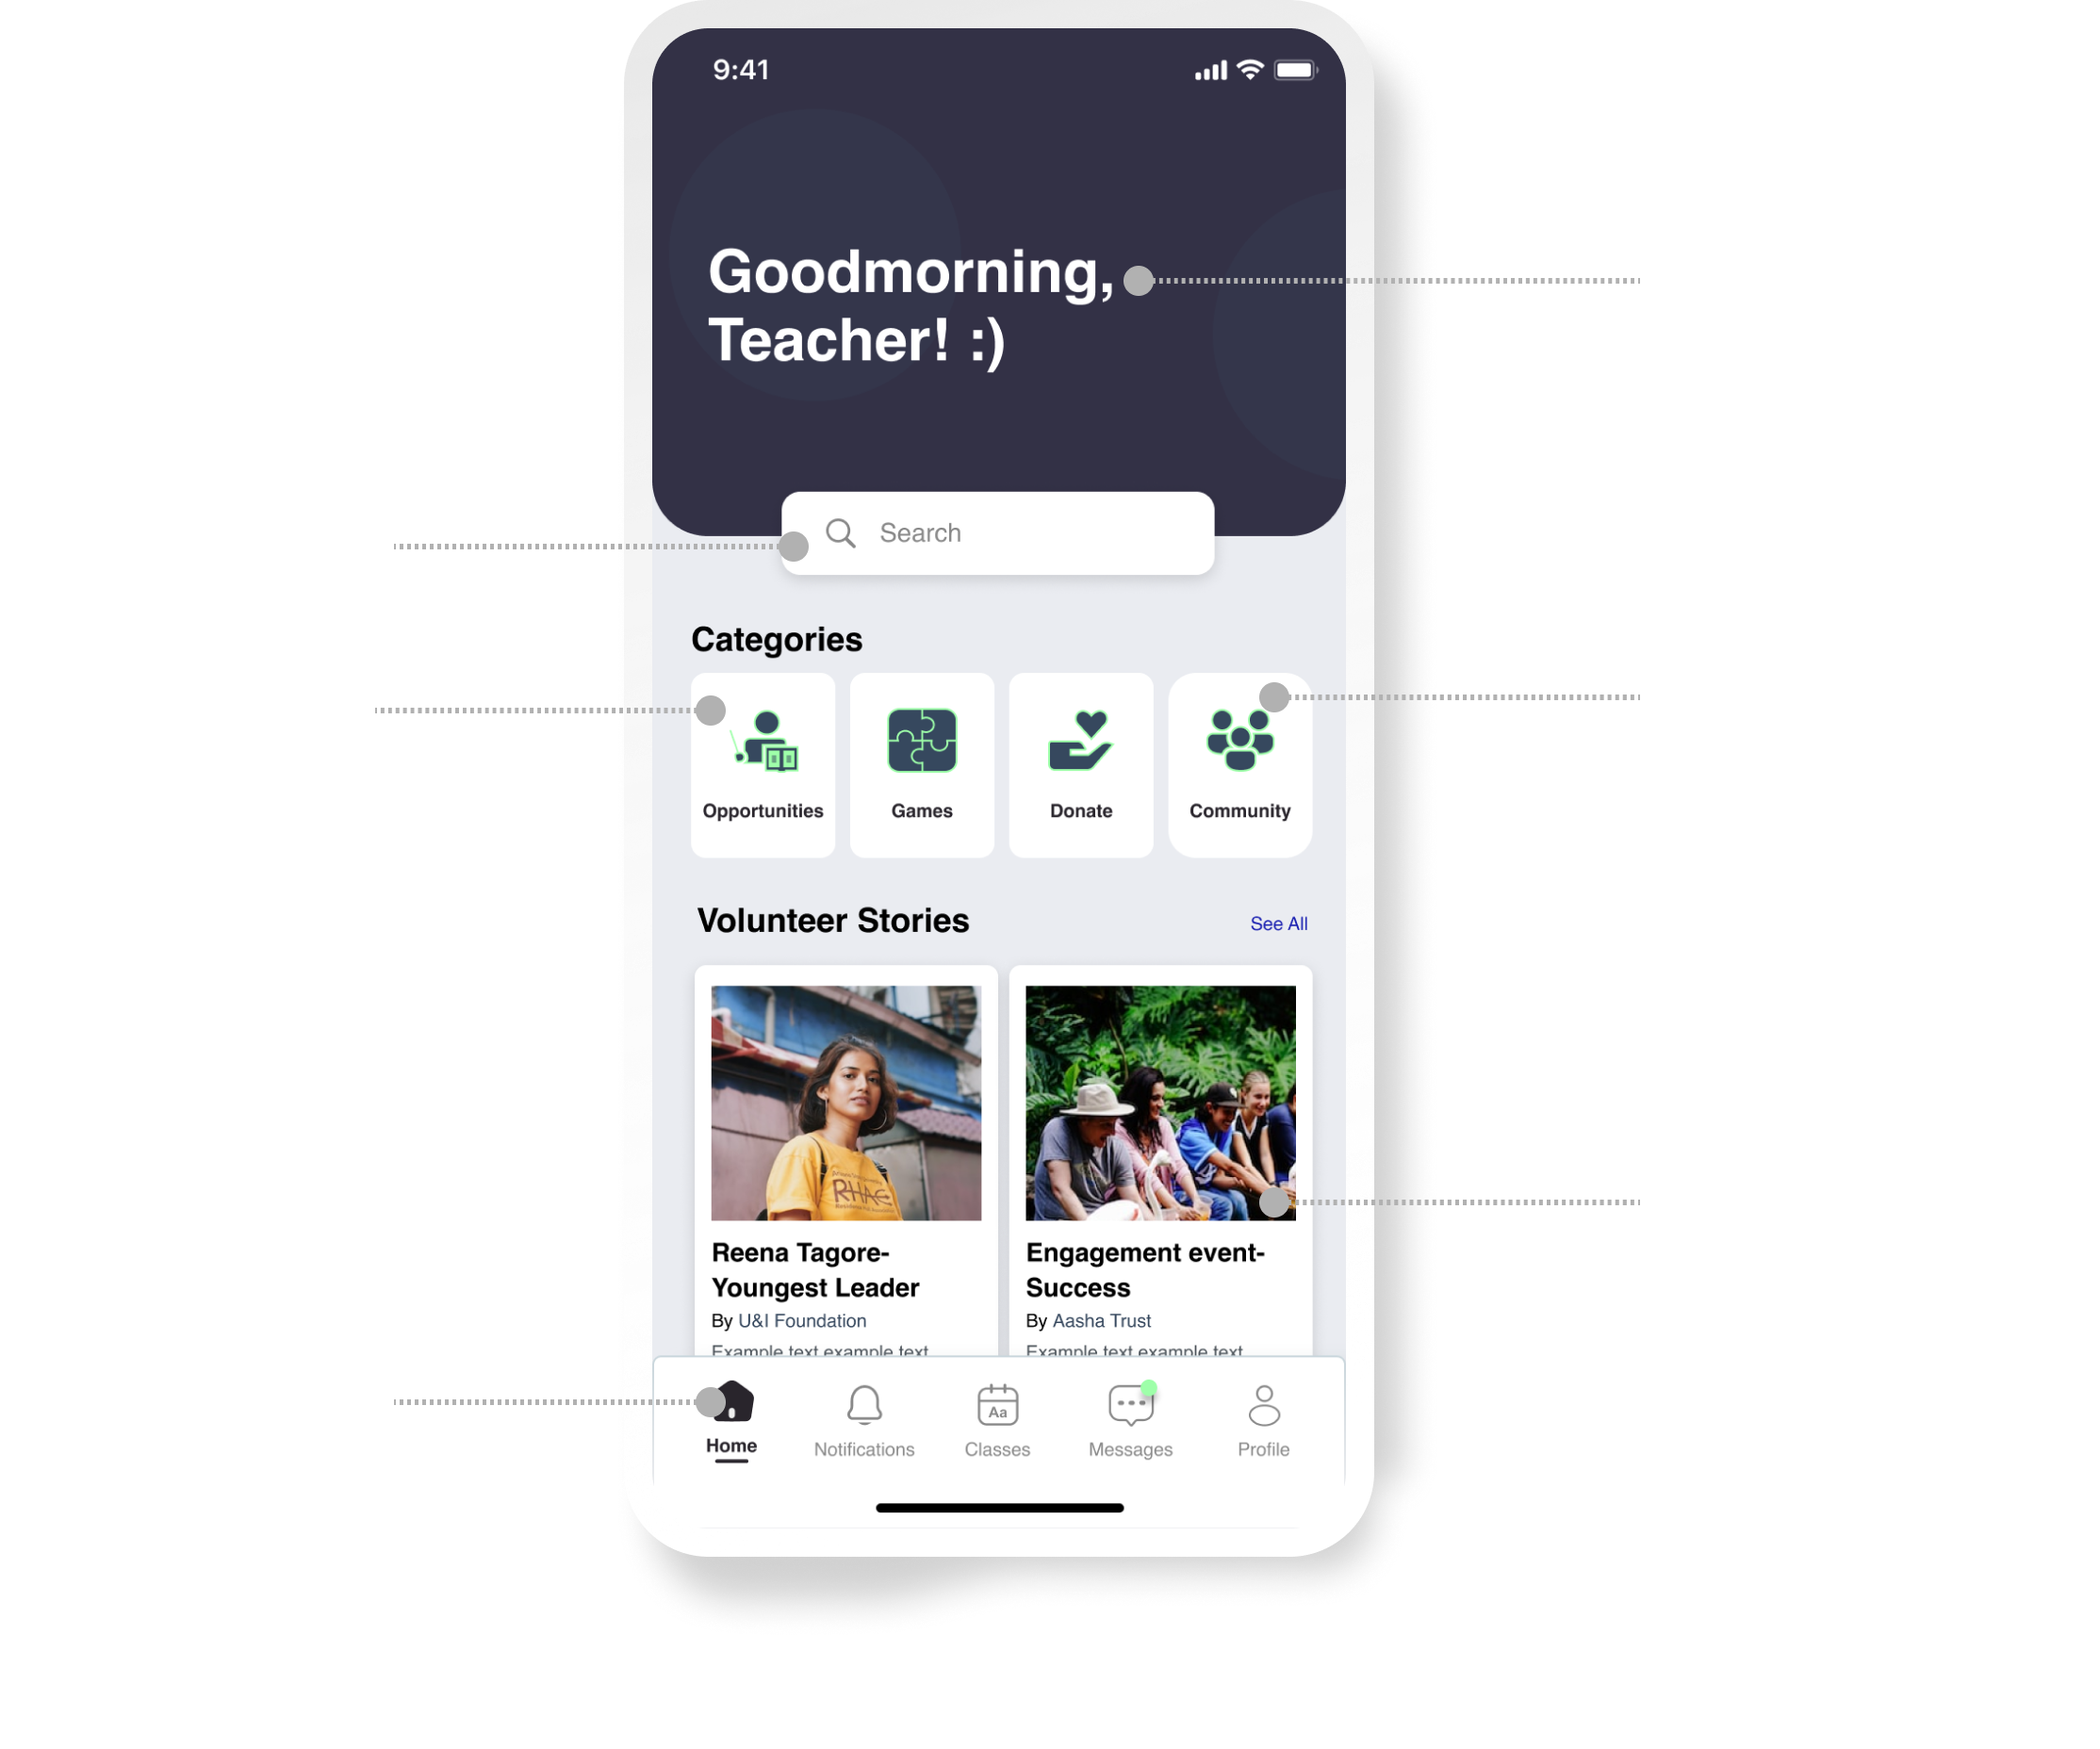 9:41
Goodmorning,
Teacher! :)
Search
Categories
Opportunities
Games
Donate
Community
Volunteer Stories
See All
RHAC
Reena Tagore-
Youngest Leader
By U&I Foundation
Example text example text
Engagement event-
Success
By Aasha Trust
Example text example text
Aa
Home
Notifications
Classes
Messages
Profile